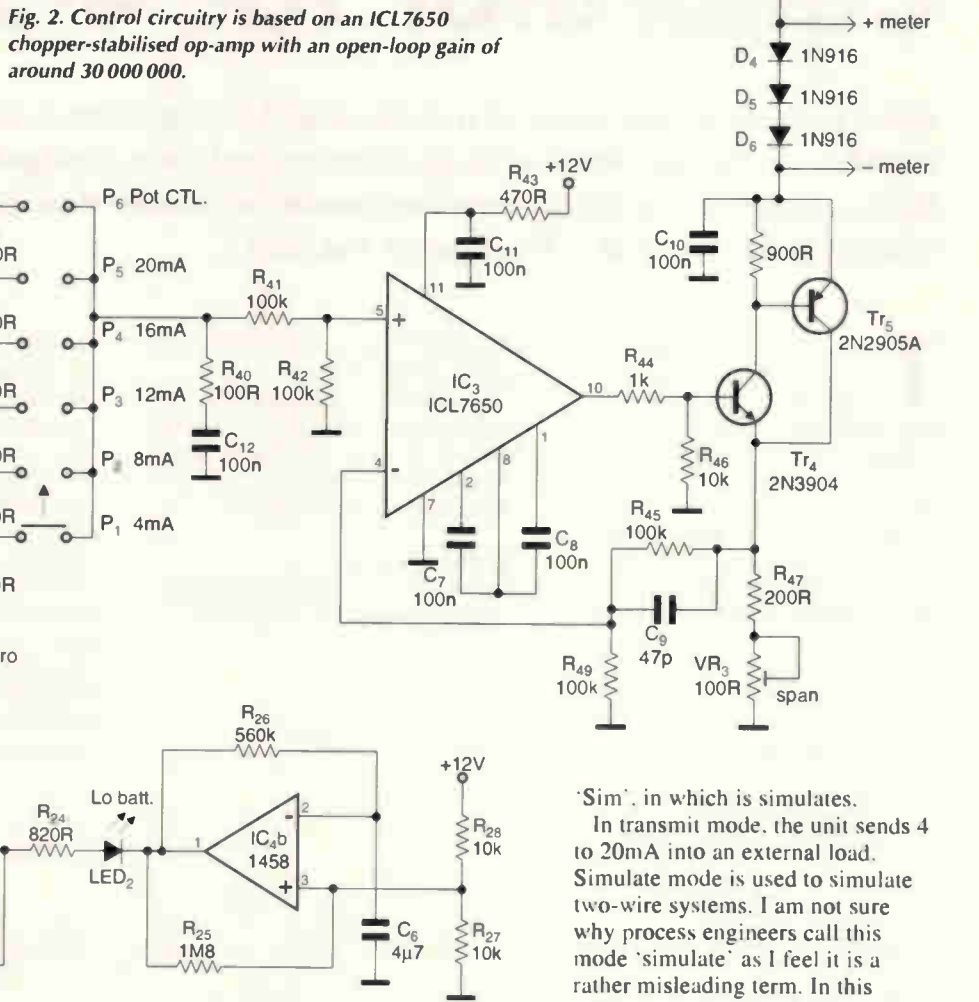 Fig. 2. Control circuitry is based on an ICL7650
chopper-stabilised op-amp with an open-loop gain of
around 30 000 000.
+ meter
D4 1N916
D5 1N916
D6 1N916
− meter
P6 Pot CTL.
0R
P5 20mA
0R
P4 16mA
0R
P3 12mA
0R
P2 8mA
0R
P1 4mA
0R
ro
R41
100k
R40
100R
R42
100k
C12
100n
R43
470R
+12V
C11
100n
11
5
+
IC3
ICL7650
10
4
-
7
2
8
1
C7
100n
C8
100n
R44
1k
R46
10k
C10
100n
900R
Tr5
2N2905A
Tr4
2N3904
R45
100k
C9
47p
R47
200R
R49
100k
VR3
100R
span
R26
560k
+12V
R24
820R
Lo batt.
LED2
1
IC4b
1458
2
-
3
+
R28
10k
R25
1M8
C6
4μ7
R27
10k
'Sim', in which is simulates.
In transmit mode, the unit sends 4
to 20mA into an external load.
Simulate mode is used to simulate
two-wire systems. I am not sure
why process engineers call this
mode 'simulate' as I feel it is a
rather misleading term. In this